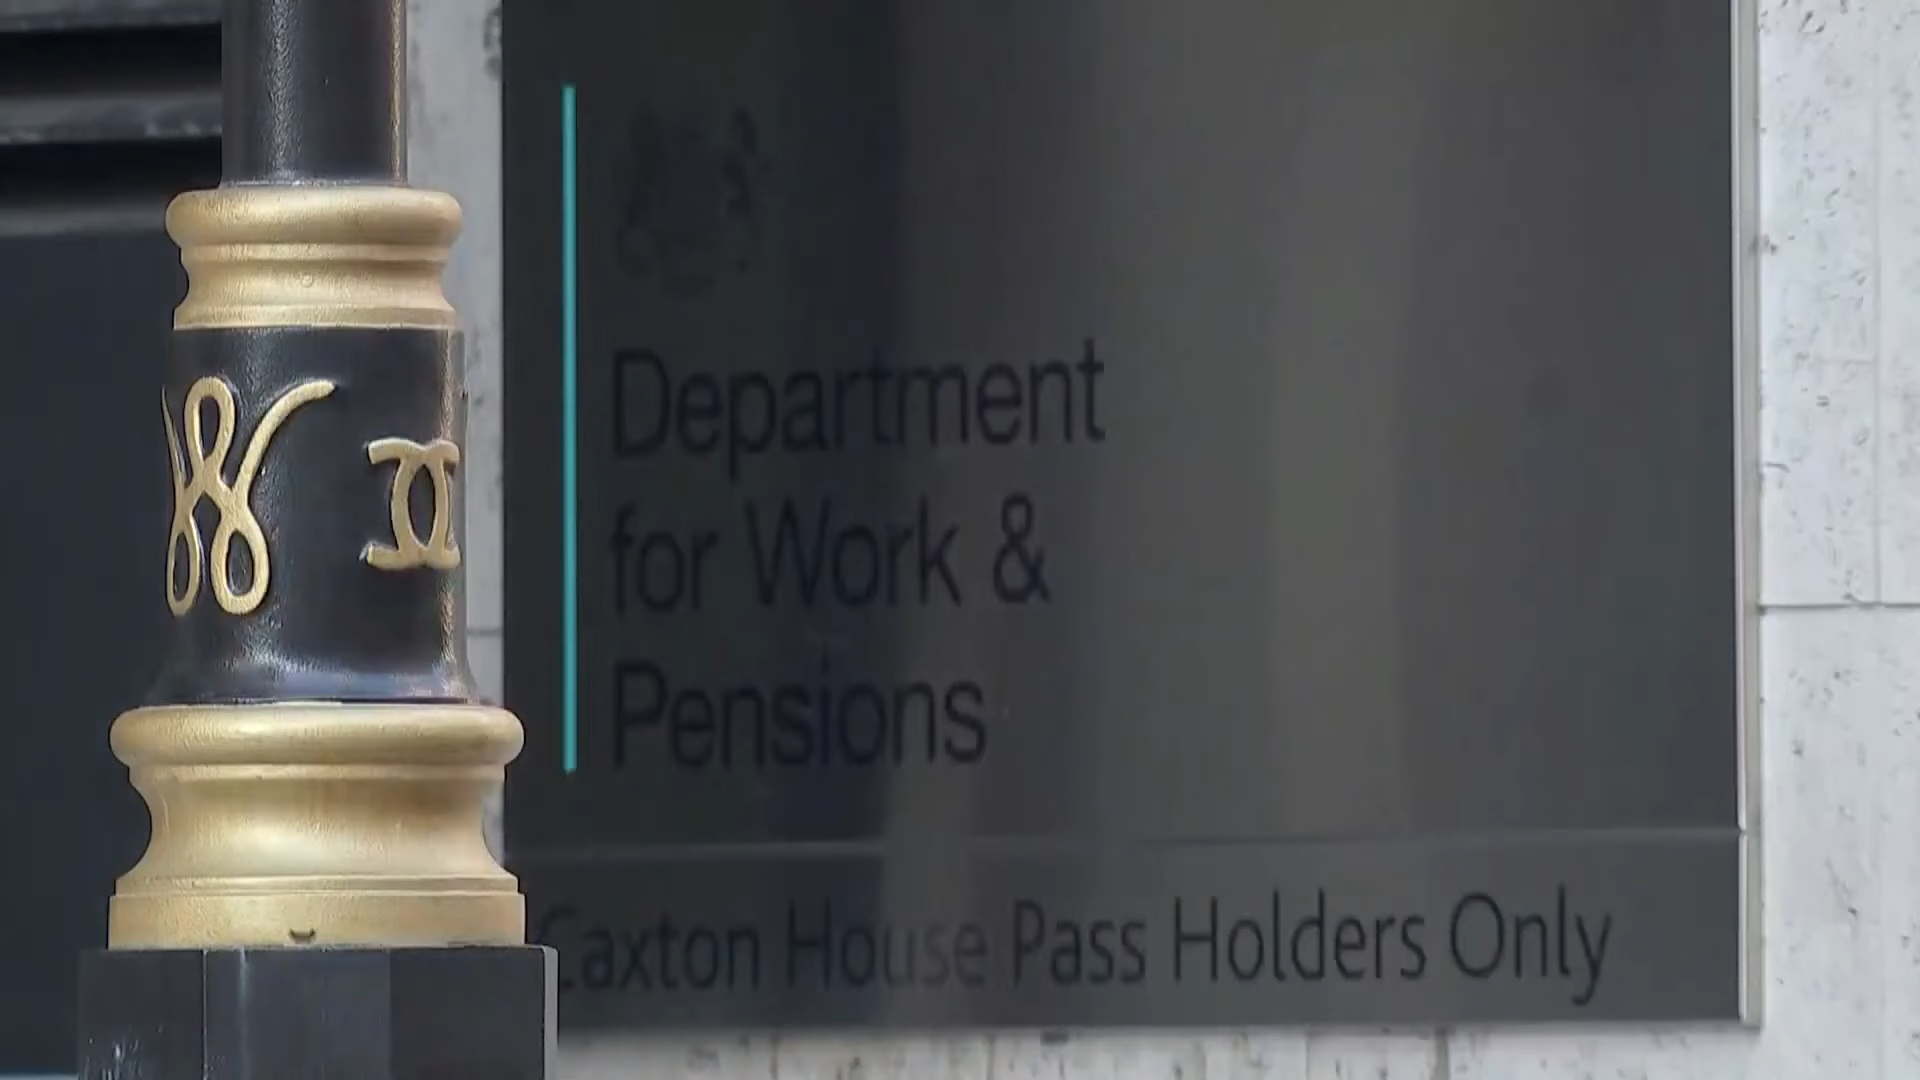 W
Department
for Work &
Pensions
Caxton House Pass Holders Only